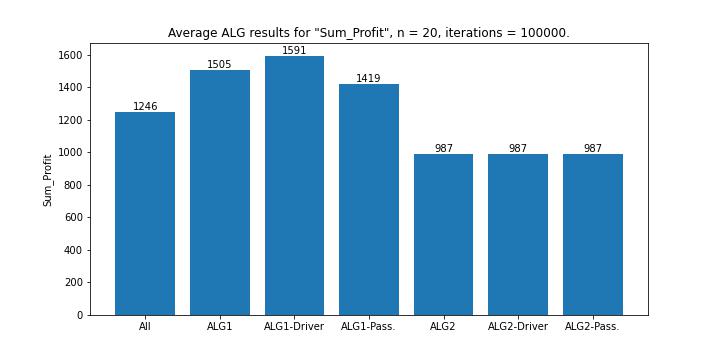 Average ALG results for "Sum_Profit", n = 20, iterations = 100000.
1600
1400
1200
1000
800
600
400
200
0
Sum_Profit
1246
1505
1591
1419
987
987
987
All
ALG1
ALG1-Driver
ALG1-Pass.
ALG2
ALG2-Driver
ALG2-Pass.